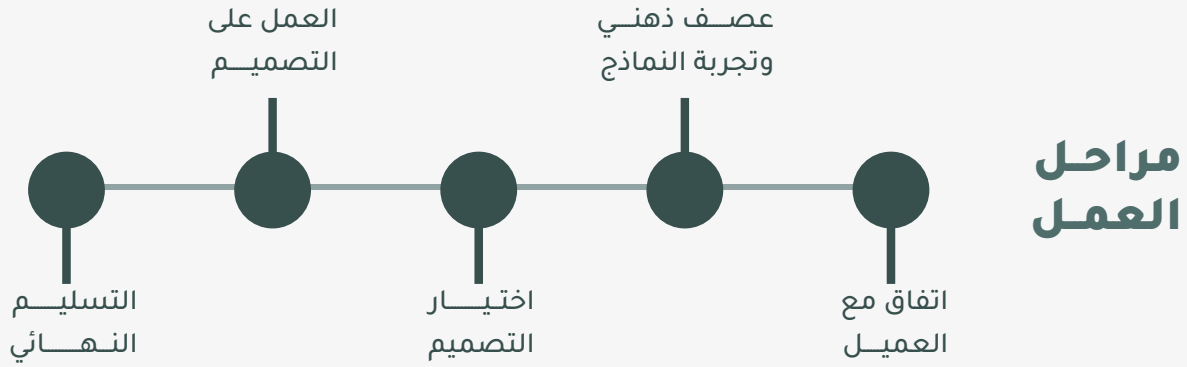 مراحل
العمل
اتفاق مع
العميل
عصف ذهني
وتجربة النماذج
اختيار
التصميم
العمل على
التصميم
التسليم
النهائي